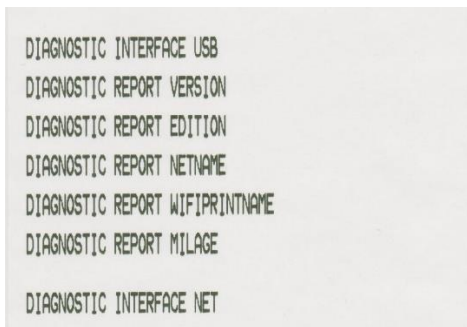 DIAGNOSTIC INTERFACE USB
DIAGNOSTIC REPORT VERSION
DIAGNOSTIC REPORT EDITION
DIAGNOSTIC REPORT NETNAME
DIAGNOSTIC REPORT WIFIPRINTNAME
DIAGNOSTIC REPORT MILAGE
DIAGNOSTIC INTERFACE NET